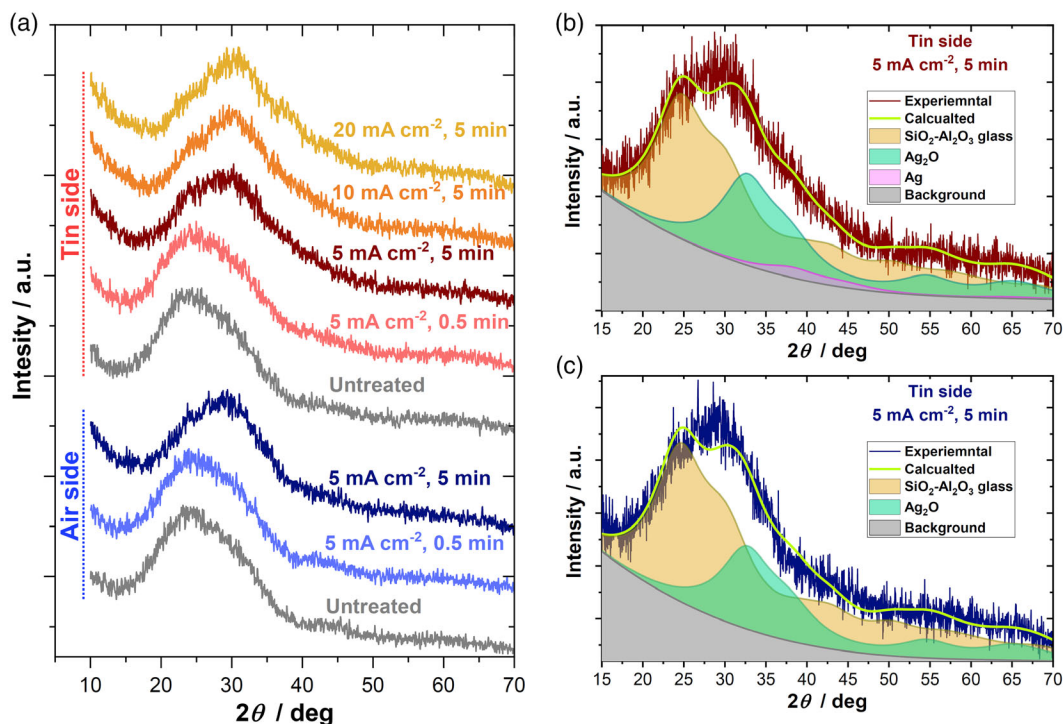 (a)
Intesity / a.u.
Tin side
Air side
20 mA cm⁻², 5 min
10 mA cm⁻², 5 min
5 mA cm⁻², 5 min
5 mA cm⁻², 0.5 min
Untreated
5 mA cm⁻², 5 min
5 mA cm⁻², 0.5 min
Untreated
10 20 30 40 50 60 70
2θ / deg
(b)
Intensity / a.u.
Tin side
5 mA cm⁻², 5 min
Experiemntal
Calcualted
SiO₂-Al₂O₃ glass
Ag₂O
Ag
Background
15 20 25 30 35 40 45 50 55 60 65 70
2θ / deg
(c)
Intensity / a.u.
Tin side
5 mA cm⁻², 5 min
Experiemntal
Calcualted
SiO₂-Al₂O₃ glass
Ag₂O
Background
15 20 25 30 35 40 45 50 55 60 65 70
2θ / deg